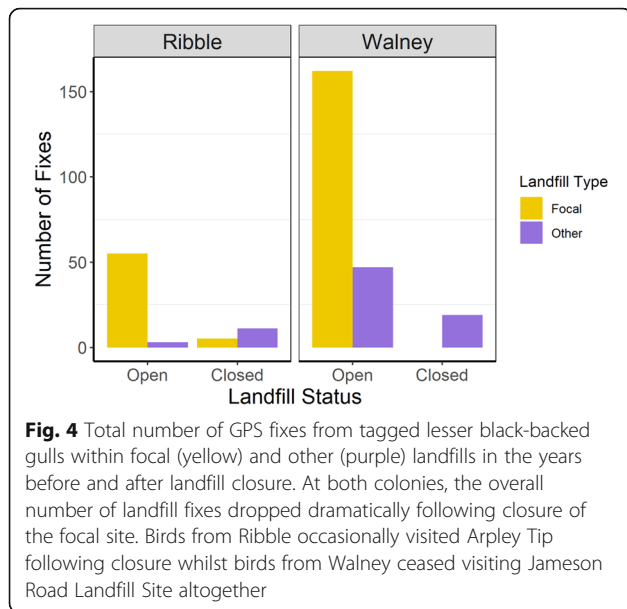 Ribble Walney
150
100
50
0
Number of Fixes
Open Closed Open Closed
Landfill Status
Landfill Type
Focal
Other
Fig. 4 Total number of GPS fixes from tagged lesser black-backed
gulls within focal (yellow) and other (purple) landfills in the years
before and after landfill closure. At both colonies, the overall
number of landfill fixes dropped dramatically following closure of
the focal site. Birds from Ribble occasionally visited Arpley Tip
following closure whilst birds from Walney ceased visiting Jameson
Road Landfill Site altogether